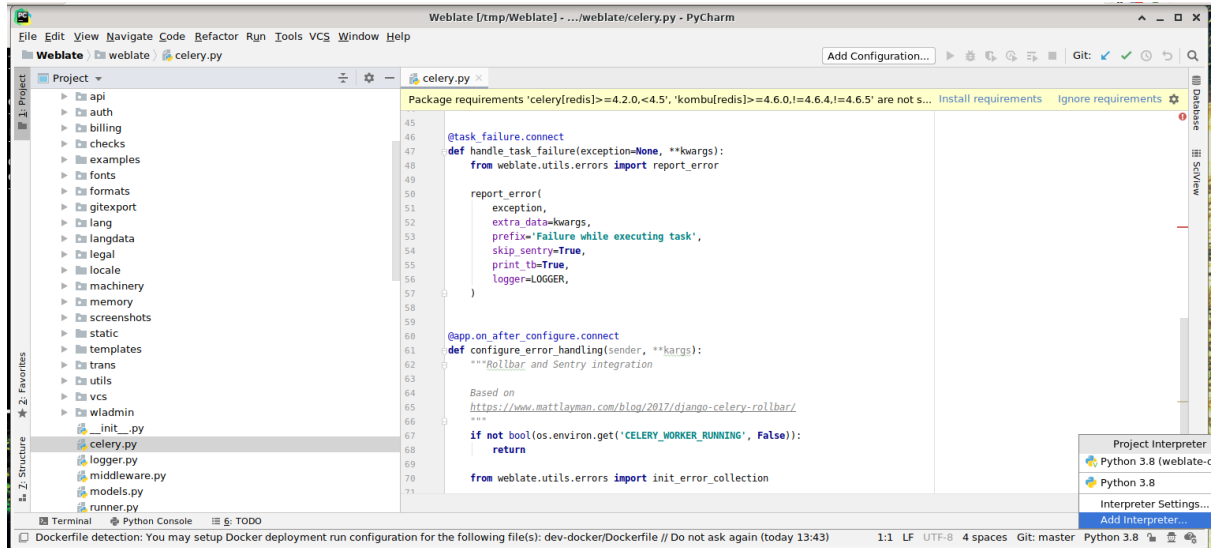 Weblate [/tmp/Weblate] - .../weblate/celery.py - PyCharm
File Edit View Navigate Code Refactor Run Tools VCS Window Help
Weblate weblate celery.py
Add Configuration...
Git:
1: Project
Project
celery.py
Package requirements 'celery[redis]>=4.2.0,<4.5', 'kombu[redis]>=4.6.0,!=4.6.4,!=4.6.5' are not s... Install requirements Ignore requirements
api
auth
billing
checks
examples
fonts
formats
gitexport
lang
langdata
legal
locale
machinery
memory
screenshots
static
templates
trans
utils
vcs
wladmin
__init__.py
celery.py
logger.py
middleware.py
models.py
runner.py
2: Favorites
7: Structure
45
46 @task_failure.connect
47 def handle_task_failure(exception=None, **kwargs):
48 from weblate.utils.errors import report_error
49
50 report_error(
51 exception,
52 extra_data=kwargs,
53 prefix='Failure while executing task',
54 skip_sentry=True,
55 print_tb=True,
56 logger=LOGGER,
57 )
58
59
60 @app.on_after_configure.connect
61 def configure_error_handling(sender, **kargs):
62 """Rollbar and Sentry integration
63
64 Based on
65 https://www.mattlayman.com/blog/2017/django-celery-rollbar/
66 """
67 if not bool(os.environ.get('CELERY_WORKER_RUNNING', False)):
68 return
69
70 from weblate.utils.errors import init_error_collection
71
Database
SciView
Project Interpreter
Python 3.8 (weblate-d
Python 3.8
Interpreter Settings...
Add Interpreter...
Terminal Python Console 6: TODO
Dockerfile detection: You may setup Docker deployment run configuration for the following file(s): dev-docker/Dockerfile // Do not ask again (today 13:43) 1:1 LF UTF-8 4 spaces Git: master Python 3.8